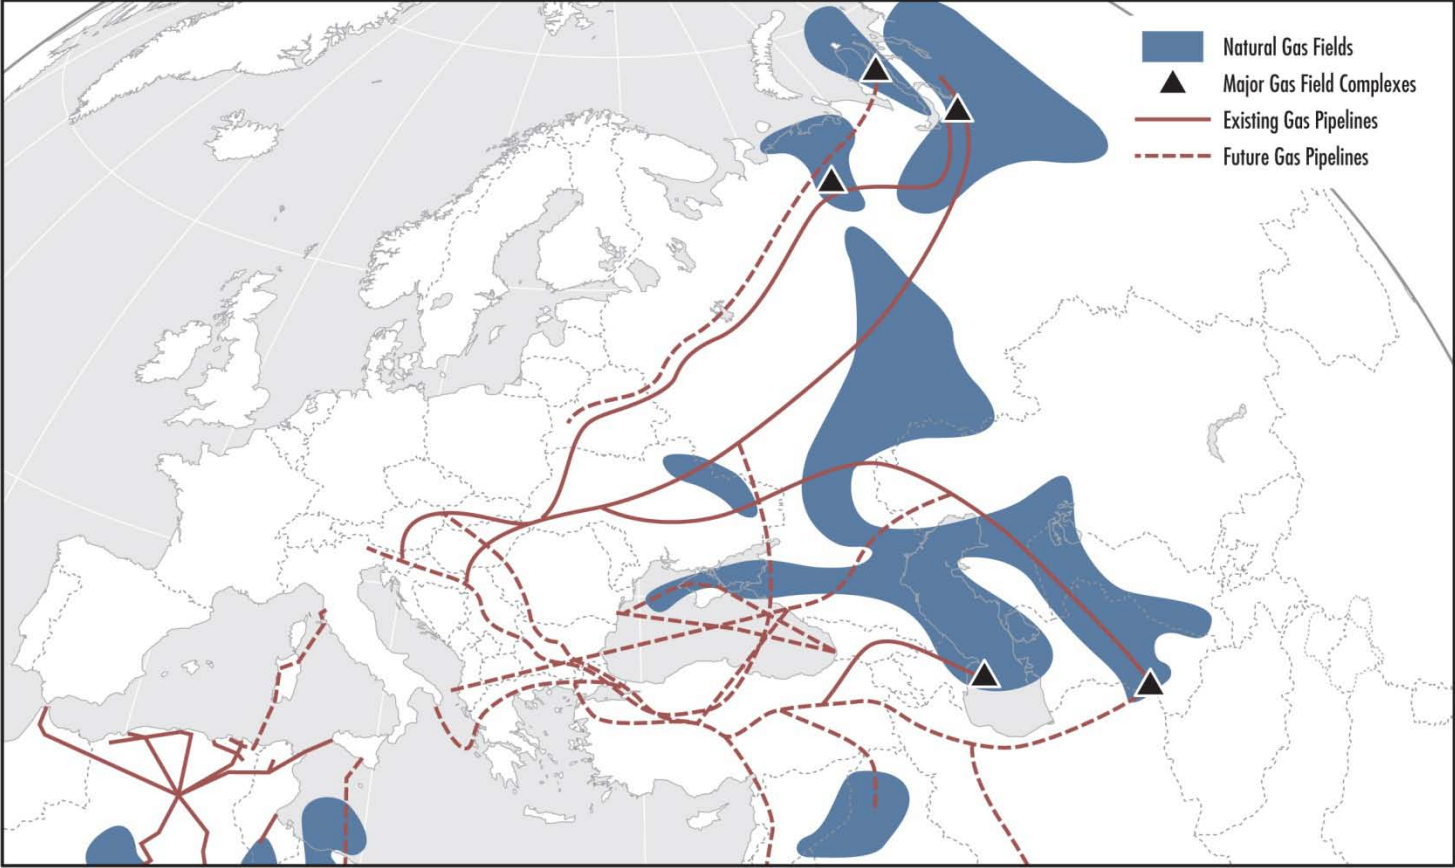 Natural Gas Fields
Major Gas Field Complexes
Existing Gas Pipelines
Future Gas Pipelines